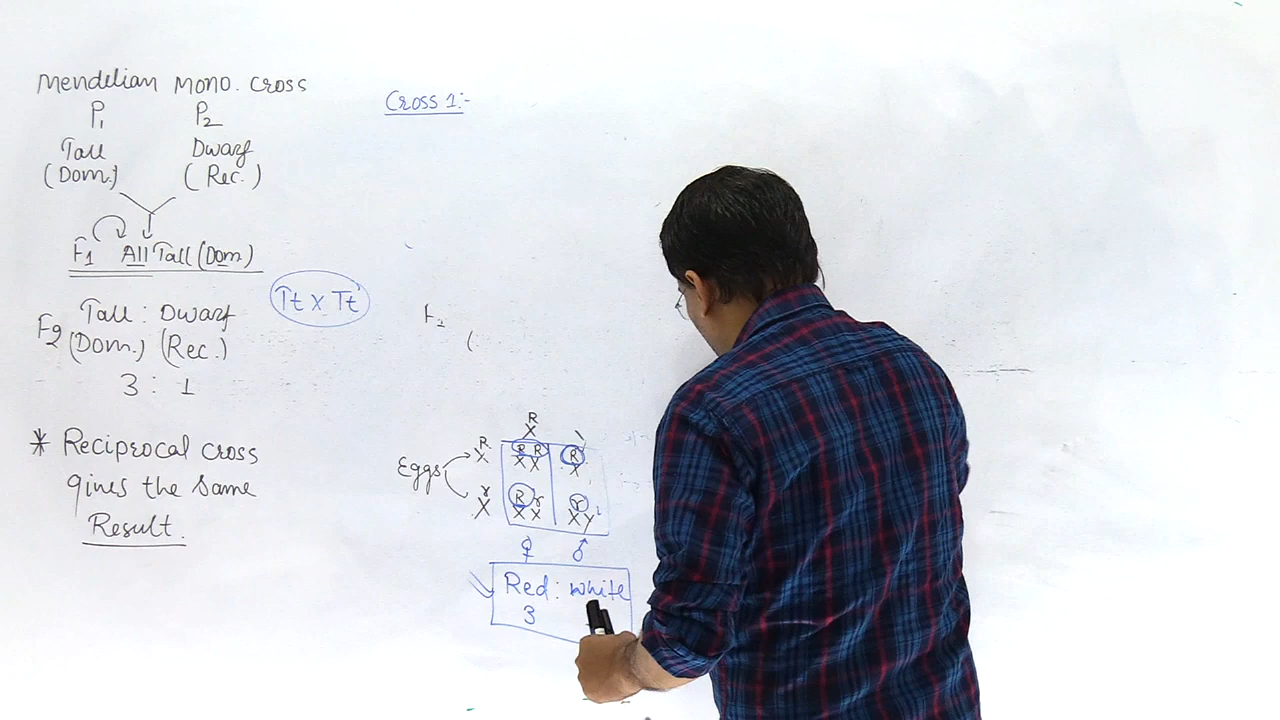 Mendelian Mono. Cross
P1 P2
Tall Dwarf
(Dom.) (Rec.)
F1 All Tall (Dom)
Tt x Tt
F2 Tall : Dwarf
(Dom.) (Rec.)
3 : 1
* Reciprocal cross
gives the same
Result.
Cross 1:-
F2
(
R
X
R
X
R R
X X
R
X
Eggs
r
X
R r
X X
r
X Y
♀ ♂
Red : white
3